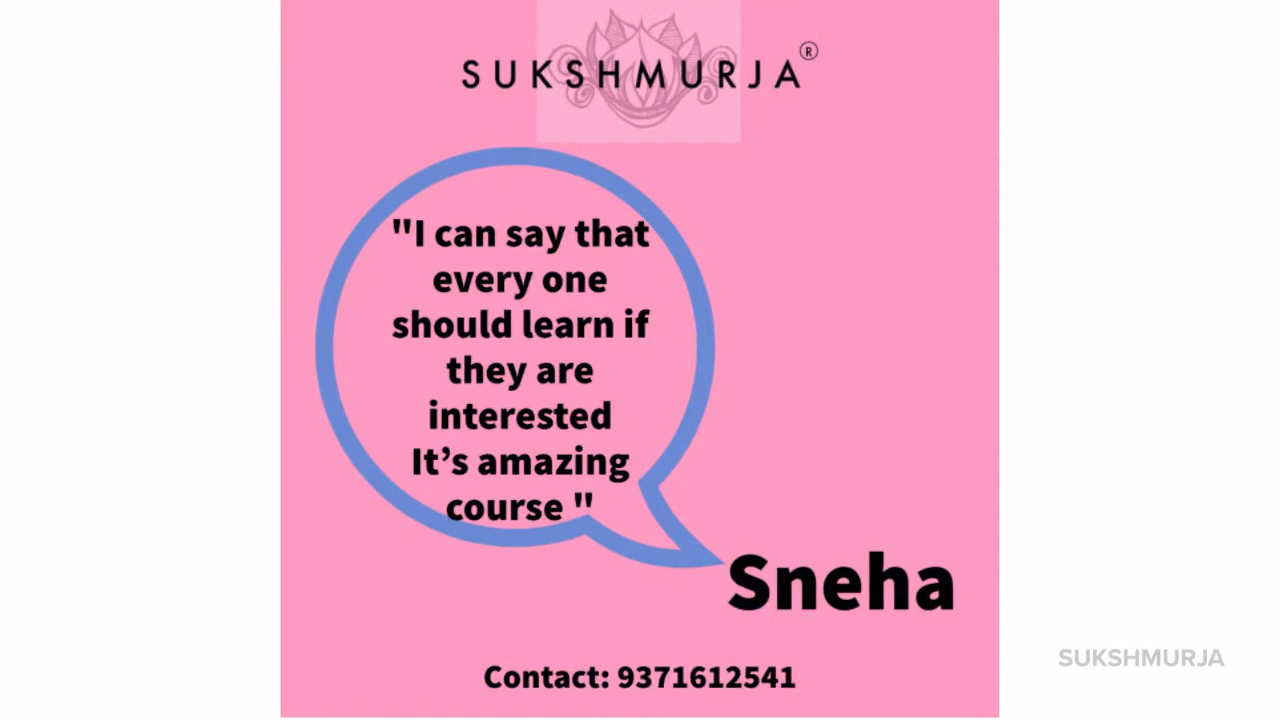 SUKSHMURJA®
"I can say that
every one
should learn if
they are
interested
It’s amazing
course "
Sneha
Contact: 9371612541
SUKSHMURJA